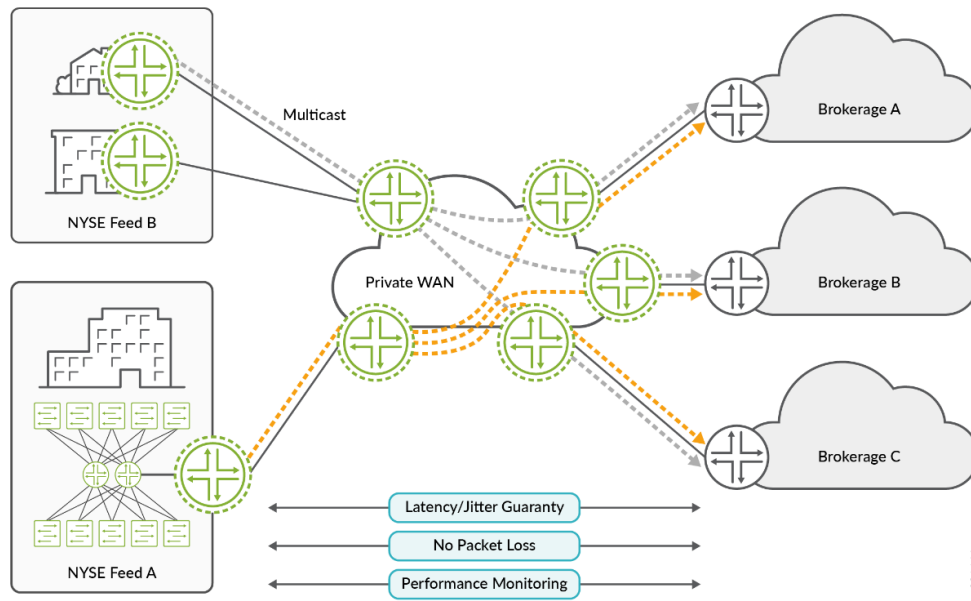 Multicast
NYSE Feed B
Private WAN
NYSE Feed A
Brokerage A
Brokerage B
Brokerage C
Latency/Jitter Guaranty
No Packet Loss
Performance Monitoring